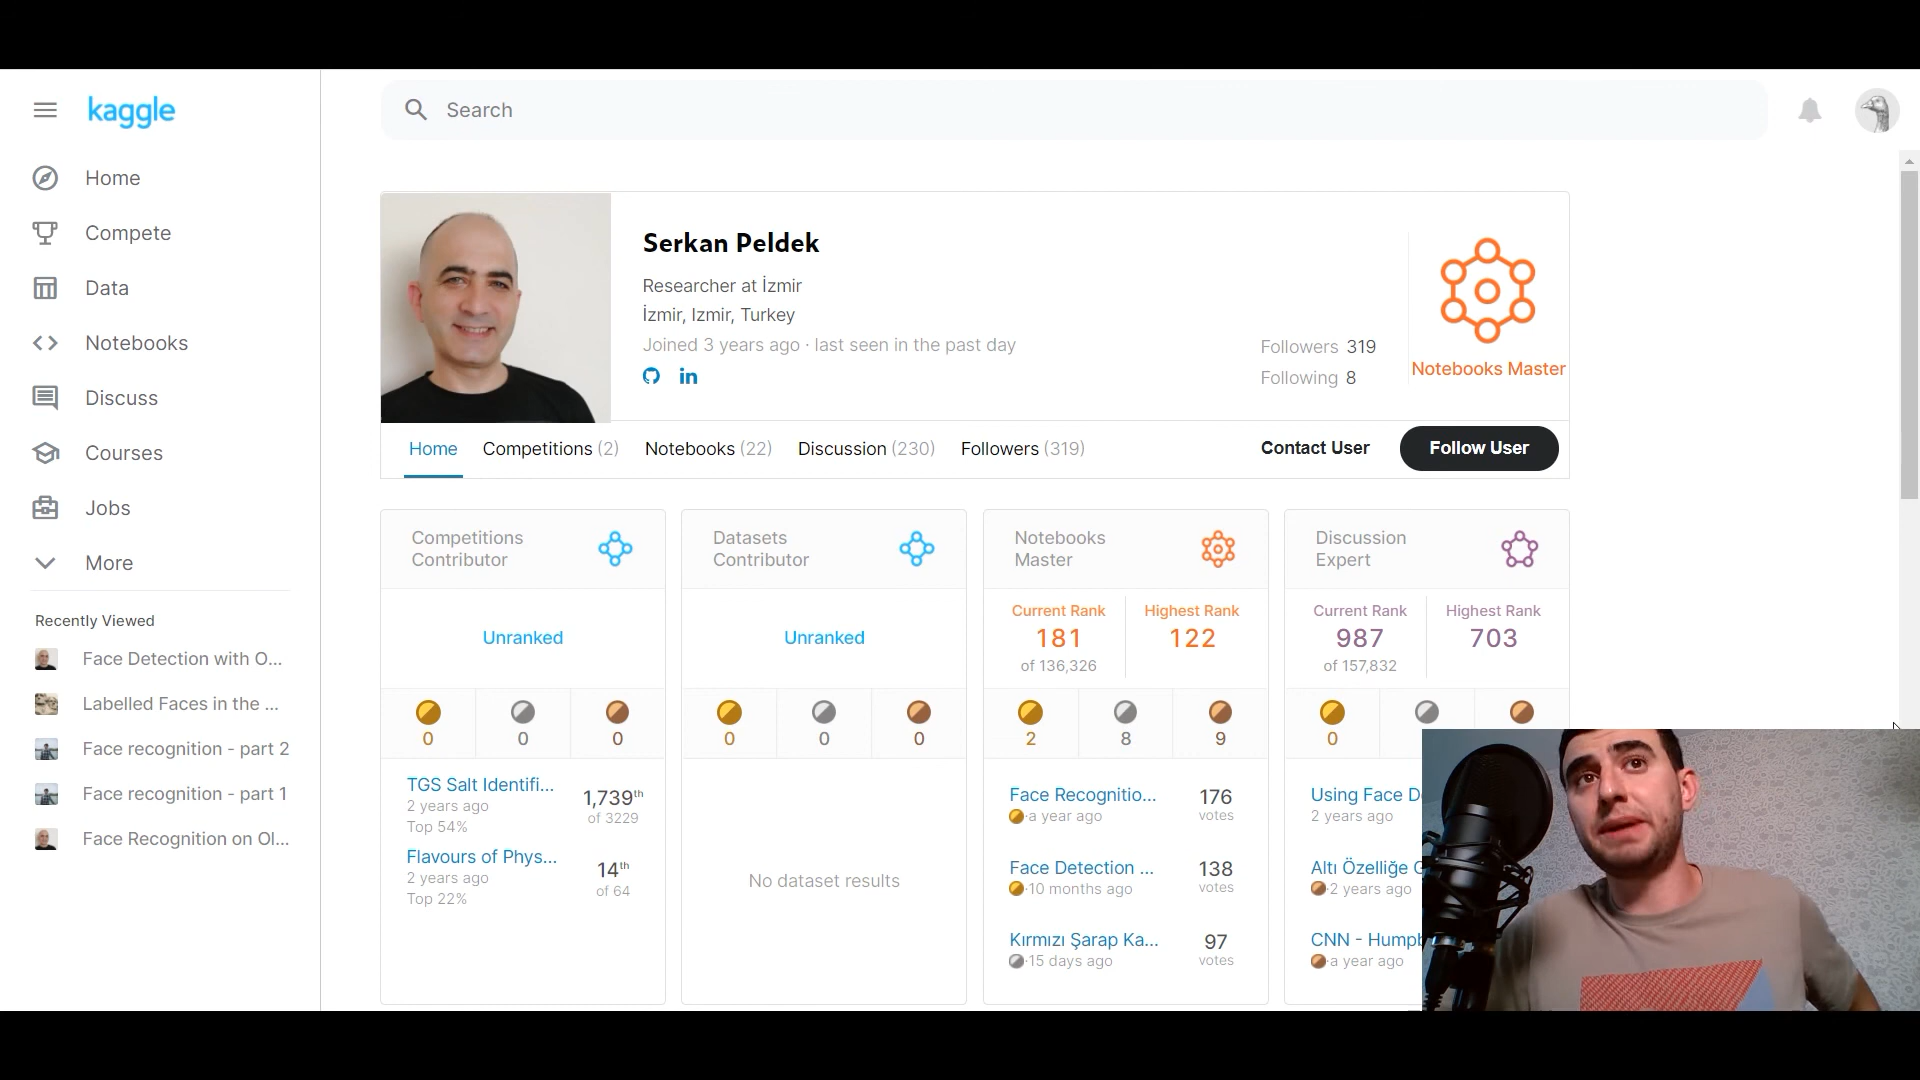 kaggle
Search
Home
Compete
Data
Notebooks
Discuss
Courses
Jobs
More
Recently Viewed
Face Detection with O...
Labelled Faces in the ...
Face recognition - part 2
Face recognition - part 1
Face Recognition on Ol...
Serkan Peldek
Researcher at İzmir
İzmir, Izmir, Turkey
Joined 3 years ago · last seen in the past day
in
Followers 319
Following 8
Notebooks Master
Home
Competitions (2)
Notebooks (22)
Discussion (230)
Followers (319)
Contact User
Follow User
Competitions
Contributor
Unranked
0 0 0
TGS Salt Identifi...
2 years ago
Top 54%
1,739th
of 3229
Flavours of Phys...
2 years ago
Top 22%
14th
of 64
Datasets
Contributor
Unranked
0 0 0
No dataset results
Notebooks
Master
Current Rank
181
of 136,326
Highest Rank
122
2 8 9
Face Recognitio...
·a year ago
176
votes
Face Detection ...
·10 months ago
138
votes
Kırmızı Şarap Ka...
·15 days ago
97
votes
Discussion
Expert
Current Rank
987
of 157,832
Highest Rank
703
0
Using Face D
2 years ago
Altı Özelliğe
·2 years ago
CNN - Hump
·a year ago